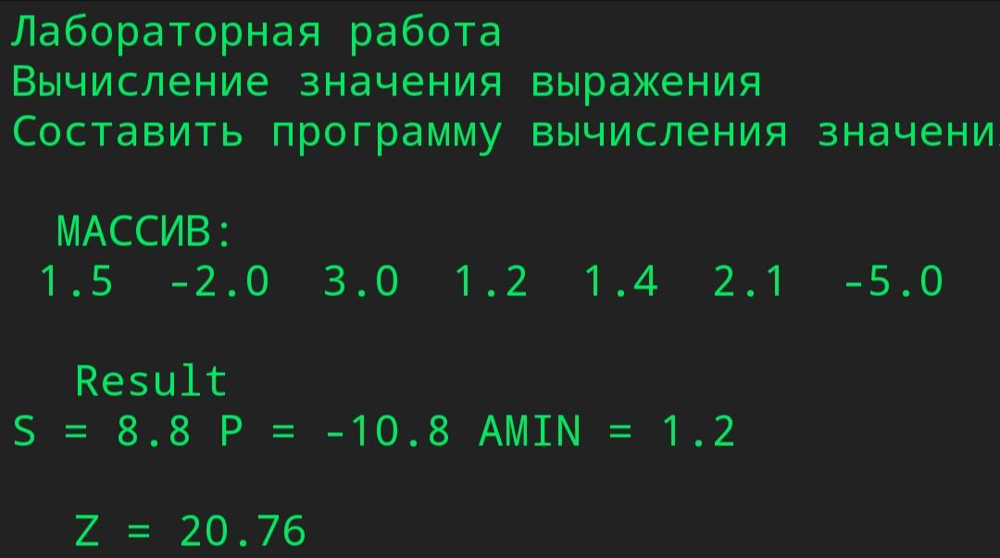 Лабораторная работа
Вычисление значения выражения
Составить программу вычисления значени
МАССИВ:
1.5 -2.0 3.0 1.2 1.4 2.1 -5.0
Result
S = 8.8 P = -10.8 AMIN = 1.2
Z = 20.76